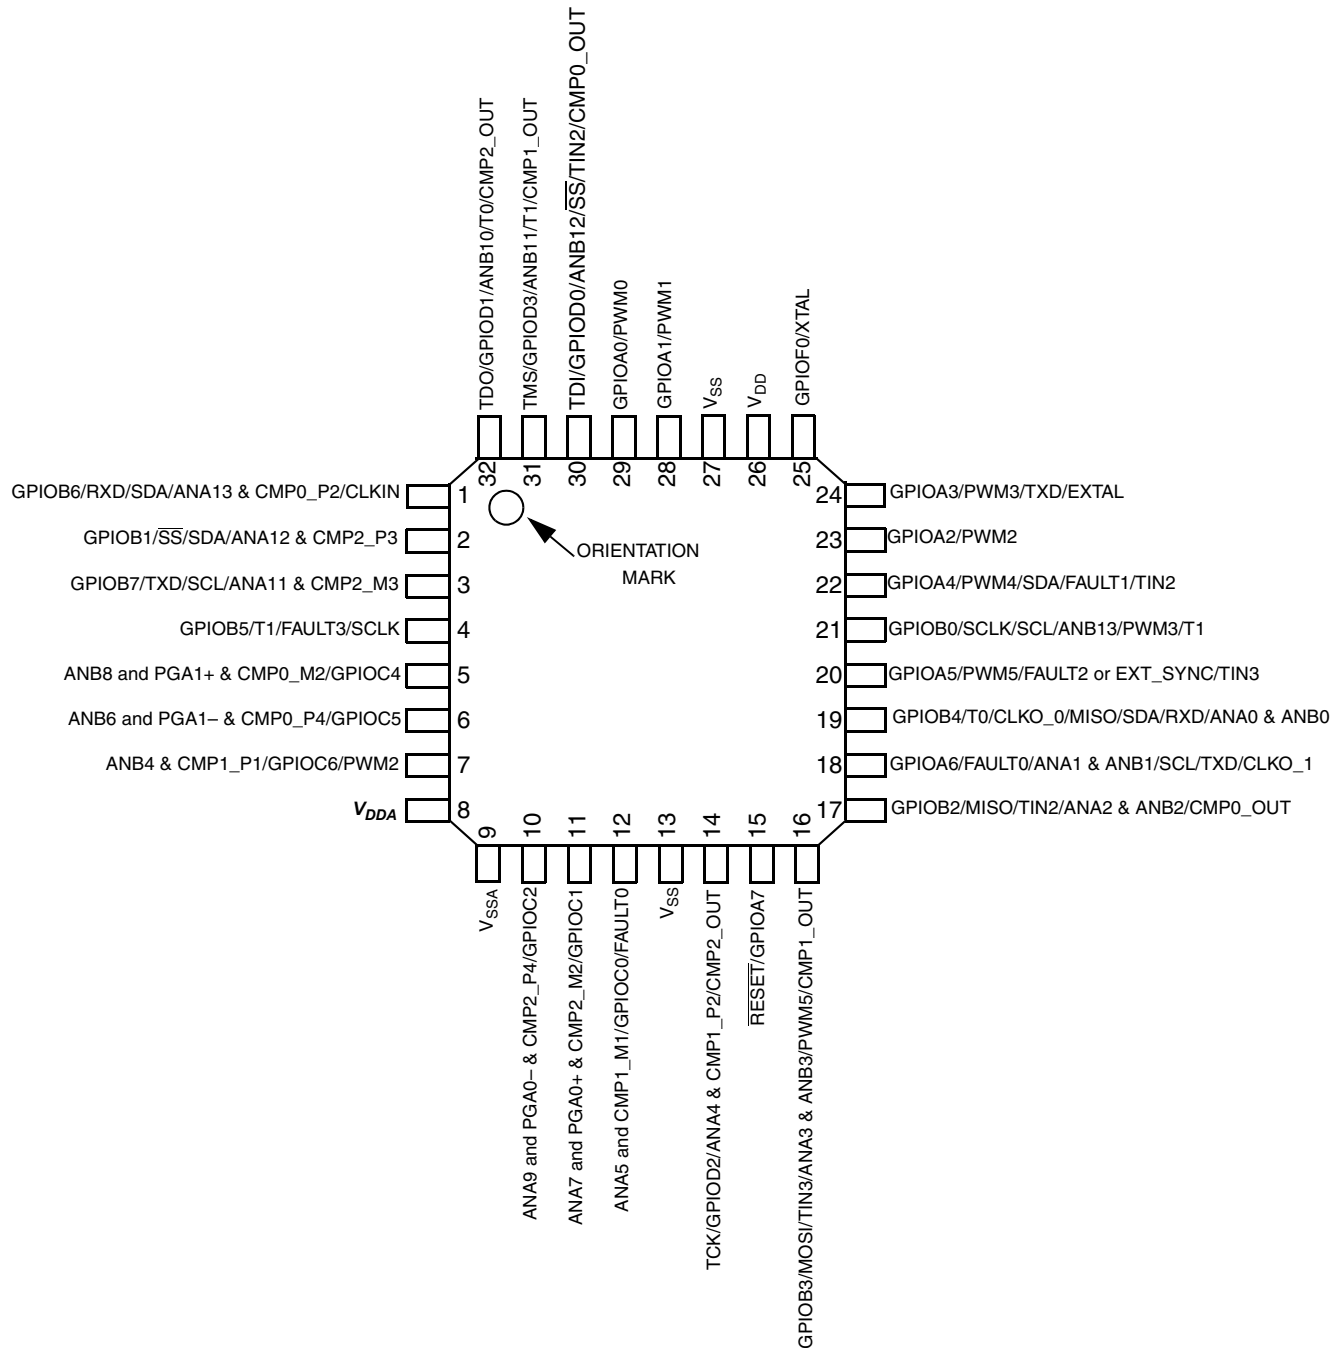 TDO/GPIOD1/ANB10/T0/CMP2_OUT
TMS/GPIOD3/ANB11/T1/CMP1_OUT
TDI/GPIOD0/ANB12/S̅S̅/TIN2/CMP0_OUT
GPIOA0/PWM0
GPIOA1/PWM1
VSS
VDD
GPIOF0/XTAL
32
31
30
29
28
27
26
25
GPIOB6/RXD/SDA/ANA13 & CMP0_P2/CLKIN
1
GPIOB1/S̅S̅/SDA/ANA12 & CMP2_P3
2
GPIOB7/TXD/SCL/ANA11 & CMP2_M3
3
GPIOB5/T1/FAULT3/SCLK
4
ANB8 and PGA1+ & CMP0_M2/GPIOC4
5
ANB6 and PGA1– & CMP0_P4/GPIOC5
6
ANB4 & CMP1_P1/GPIOC6/PWM2
7
VDDA
8
ORIENTATION
MARK
24
GPIOA3/PWM3/TXD/EXTAL
23
GPIOA2/PWM2
22
GPIOA4/PWM4/SDA/FAULT1/TIN2
21
GPIOB0/SCLK/SCL/ANB13/PWM3/T1
20
GPIOA5/PWM5/FAULT2 or EXT_SYNC/TIN3
19
GPIOB4/T0/CLKO_0/MISO/SDA/RXD/ANA0 & ANB0
18
GPIOA6/FAULT0/ANA1 & ANB1/SCL/TXD/CLKO_1
17
GPIOB2/MISO/TIN2/ANA2 & ANB2/CMP0_OUT
9
10
11
12
13
14
15
16
VSSA
ANA9 and PGA0– & CMP2_P4/GPIOC2
ANA7 and PGA0+ & CMP2_M2/GPIOC1
ANA5 and CMP1_M1/GPIOC0/FAULT0
VSS
TCK/GPIOD2/ANA4 & CMP1_P2/CMP2_OUT
R̅E̅S̅E̅T̅/GPIOA7
GPIOB3/MOSI/TIN3/ANA3 & ANB3/PWM5/CMP1_OUT